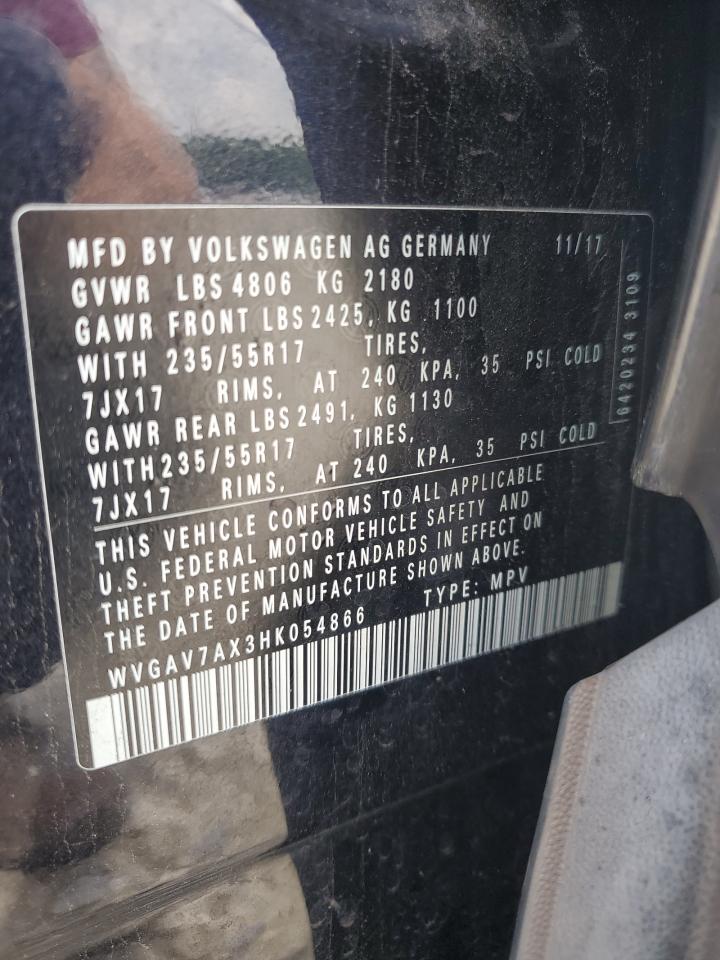 MFD BY VOLKSWAGEN AG GERMANY 11/17
GVWR LBS 4806 KG 2180
GAWR FRONT LBS 2425, KG 1100
WITH 235/55R17 TIRES,
7JX17 RIMS, AT 240 KPA, 35 PSI COLD
GAWR REAR LBS 2491, KG 1130
WITH 235/55R17 TIRES,
7JX17 RIMS, AT 240 KPA, 35 PSI COLD
THIS VEHICLE CONFORMS TO ALL APPLICABLE
U.S. FEDERAL MOTOR VEHICLE SAFETY AND
THEFT PREVENTION STANDARDS IN EFFECT ON
THE DATE OF MANUFACTURE SHOWN ABOVE.
WVGAV7AX3HK054866 TYPE: MPV
6420234 3109